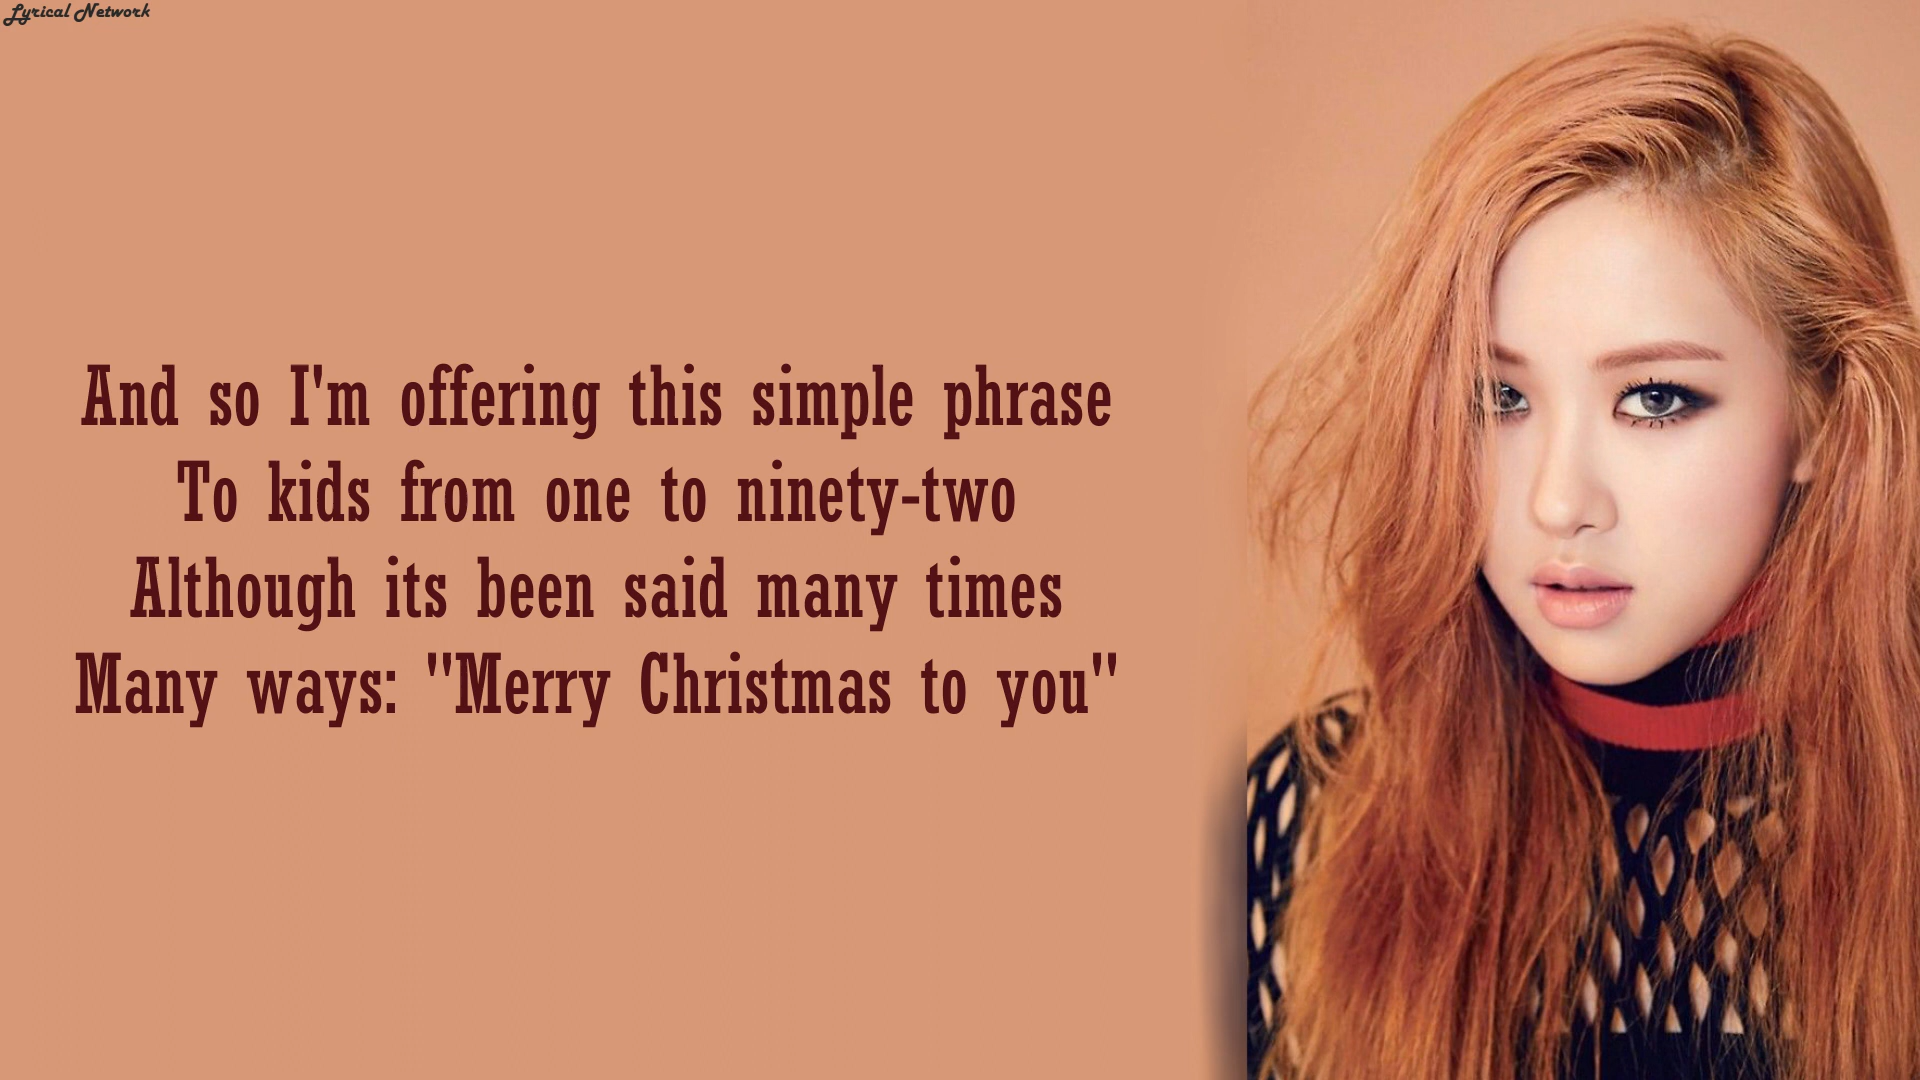 Lyrical Network
And so I'm offering this simple phrase
To kids from one to ninety-two
Although its been said many times
Many ways: "Merry Christmas to you"